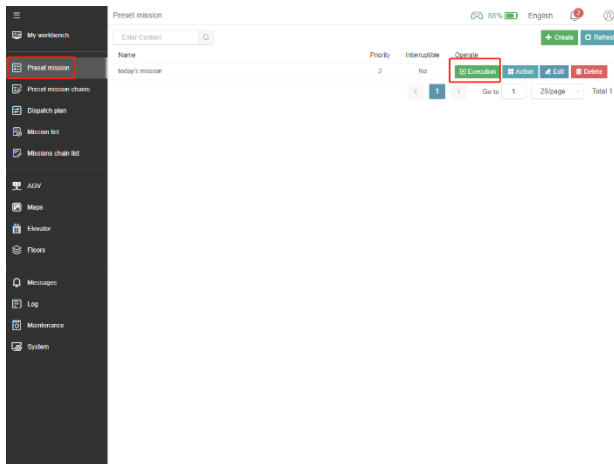 Preset mission
88%
English
2
My workbench
Preset mission
Preset mission chains
Dispatch plan
Mission list
Missions chain list
AGV
Maps
Elevator
Floors
Messages
Log
Maintenance
System
Enter Content
+ Create
Refresh
Name Priority Interruptible Operate
today's mission 2 No Execution Action Edit Delete
< 1 > Go to 1 20/page Total 1